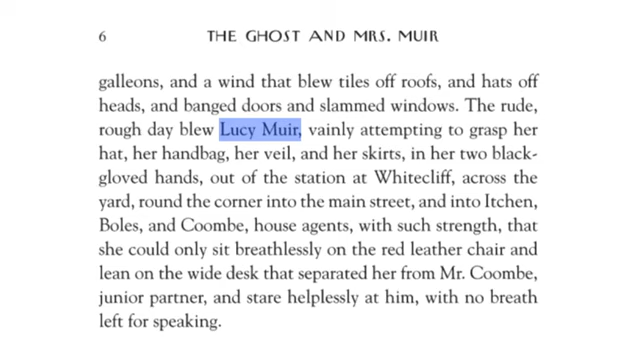 6 THE GHOST AND MRS. MUIR
galleons, and a wind that blew tiles off roofs, and hats off
heads, and banged doors and slammed windows. The rude,
rough day blew Lucy Muir, vainly attempting to grasp her
hat, her handbag, her veil, and her skirts, in her two black-
gloved hands, out of the station at Whitecliff, across the
yard, round the corner into the main street, and into Itchen,
Boles, and Coombe, house agents, with such strength, that
she could only sit breathlessly on the red leather chair and
lean on the wide desk that separated her from Mr. Coombe,
junior partner, and stare helplessly at him, with no breath
left for speaking.